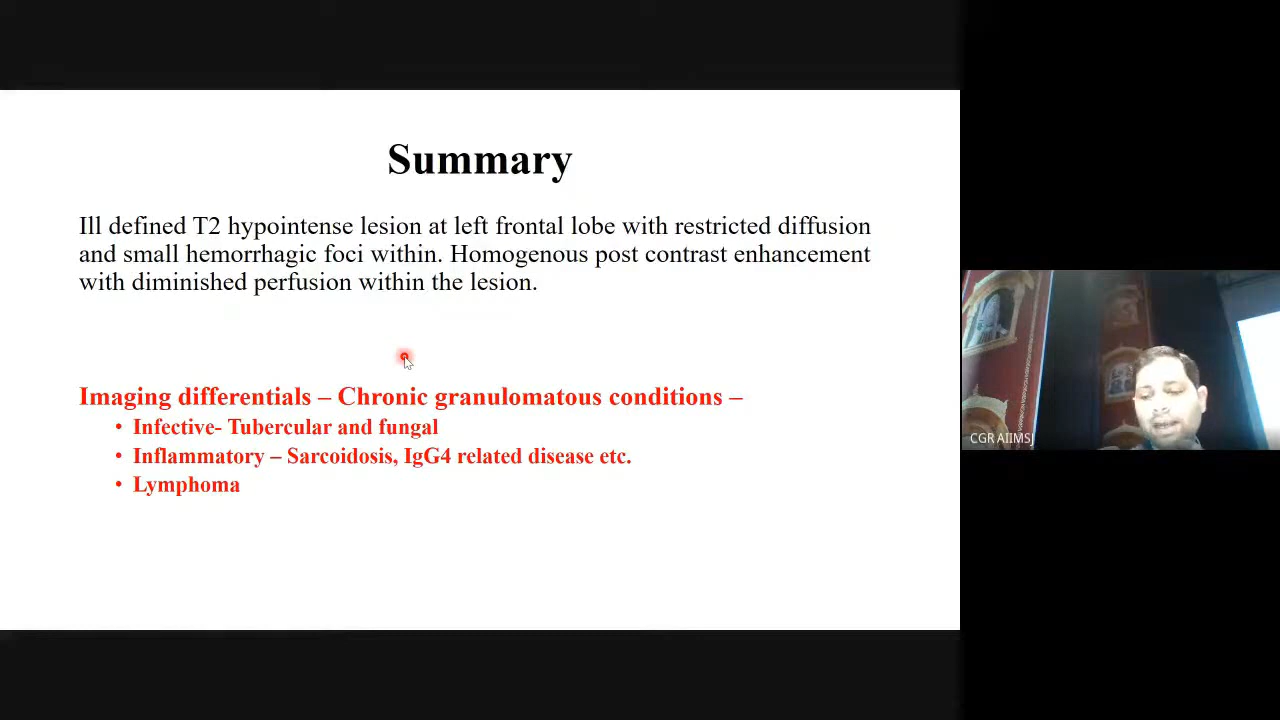 Summary
Ill defined T2 hypointense lesion at left frontal lobe with restricted diffusion
and small hemorrhagic foci within. Homogenous post contrast enhancement
with diminished perfusion within the lesion.
Imaging differentials – Chronic granulomatous conditions –
• Infective- Tubercular and fungal
• Inflammatory – Sarcoidosis, IgG4 related disease etc.
• Lymphoma
CGR AIIMSJ